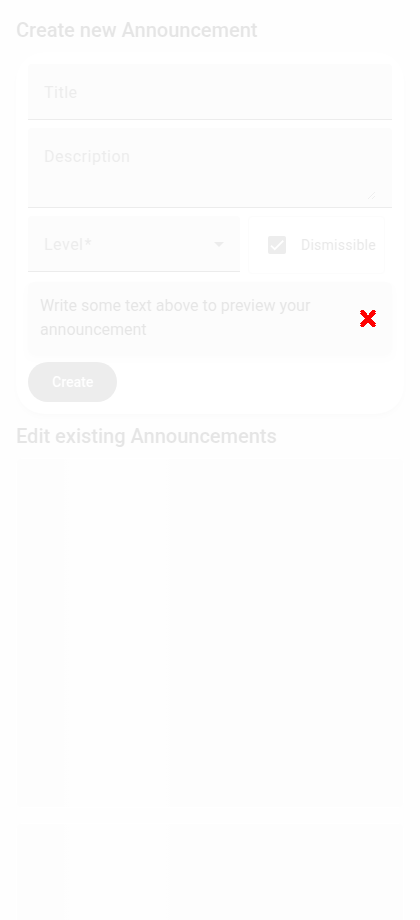 Create new Announcement
Title
Description
Level*
Dismissible
Write some text above to preview your
announcement
Create
Edit existing Announcements